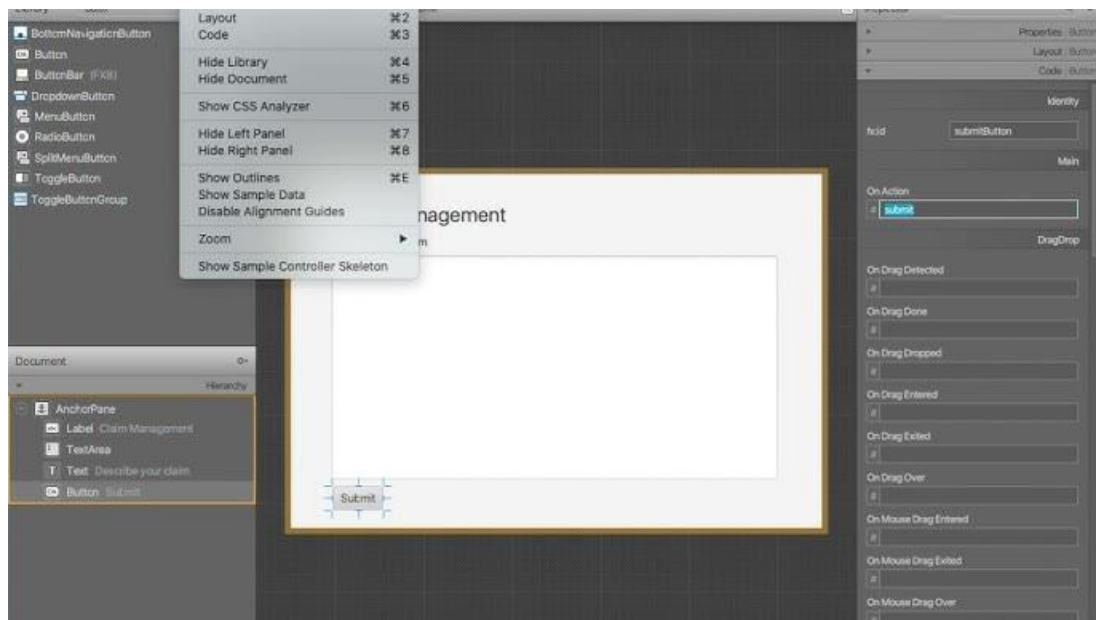 Layout ⌘2
Code ⌘3
Hide Library ⌘4
Hide Document ⌘5
Show CSS Analyzer ⌘6
Hide Left Panel ⌘7
Hide Right Panel ⌘8
Show Outlines ⌘E
Show Sample Data
Disable Alignment Guides
Zoom
Show Sample Controller Skeleton
BottomNavigationButton
Button
ButtonBar (FX8)
DropdownButton
MenuButton
RadioButton
SplitMenuButton
ToggleButton
ToggleButtonGroup
Document
Hierarchy
AnchorPane
Label Claim Management
TextArea
T Text Describe your claim
Button Submit
nagement
m
Submit
Properties : Button
Layout : Button
Code : Button
Identity
fx:id submitButton
Main
On Action
# submit
DragDrop
On Drag Detected
#
On Drag Done
#
On Drag Dropped
#
On Drag Entered
#
On Drag Exited
#
On Drag Over
#
On Mouse Drag Entered
#
On Mouse Drag Exited
#
On Mouse Drag Over
#